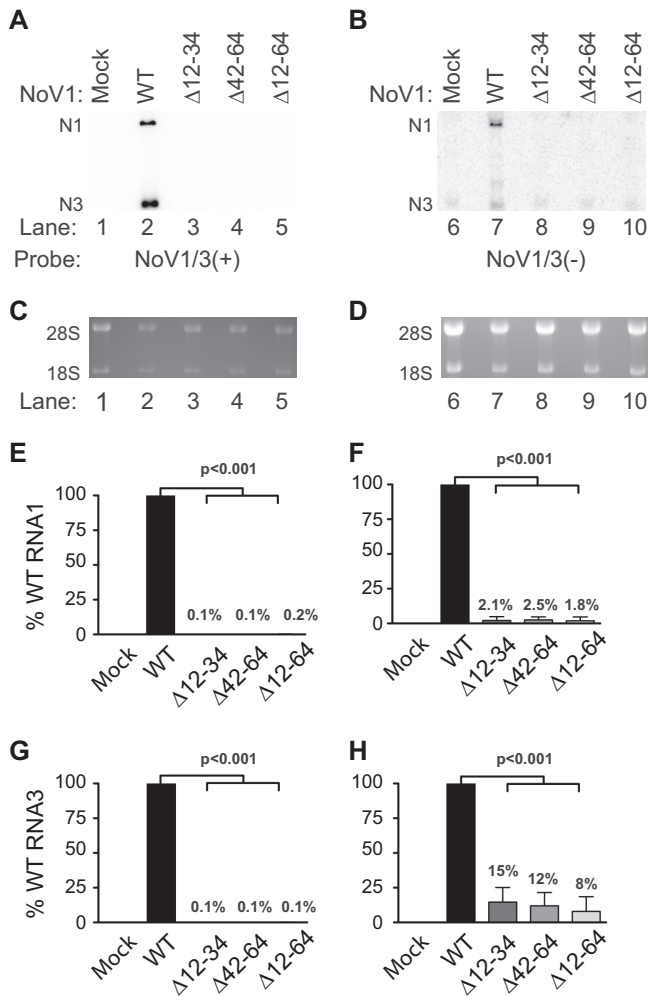 A
NoV1: Mock WT Δ12-34 Δ42-64 Δ12-64
N1
N3
Lane: 1 2 3 4 5
Probe: NoV1/3(+)
B
NoV1: Mock WT Δ12-34 Δ42-64 Δ12-64
N1
N3
6 7 8 9 10
NoV1/3(-)
C
28S
18S
Lane: 1 2 3 4 5
D
28S
18S
Lane: 6 7 8 9 10
E
p<0.001
% WT RNA1
100
75
50
25
0
0.1% 0.1% 0.2%
Mock WT Δ12-34 Δ42-64 Δ12-64
F
p<0.001
100
75
50
25
0
2.1% 2.5% 1.8%
Mock WT Δ12-34 Δ42-64 Δ12-64
G
p<0.001
% WT RNA3
100
75
50
25
0
0.1% 0.1% 0.1%
Mock WT Δ12-34 Δ42-64 Δ12-64
H
p<0.001
100
75
50
25
0
15% 12% 8%
Mock WT Δ12-34 Δ42-64 Δ12-64